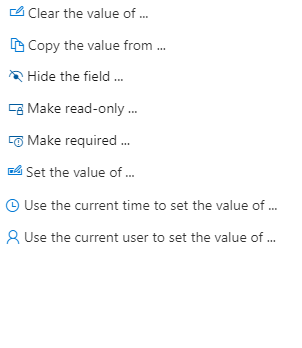 Clear the value of ...
Copy the value from ...
Hide the field ...
Make read-only ...
Make required ...
Set the value of ...
Use the current time to set the value of ...
Use the current user to set the value of ...